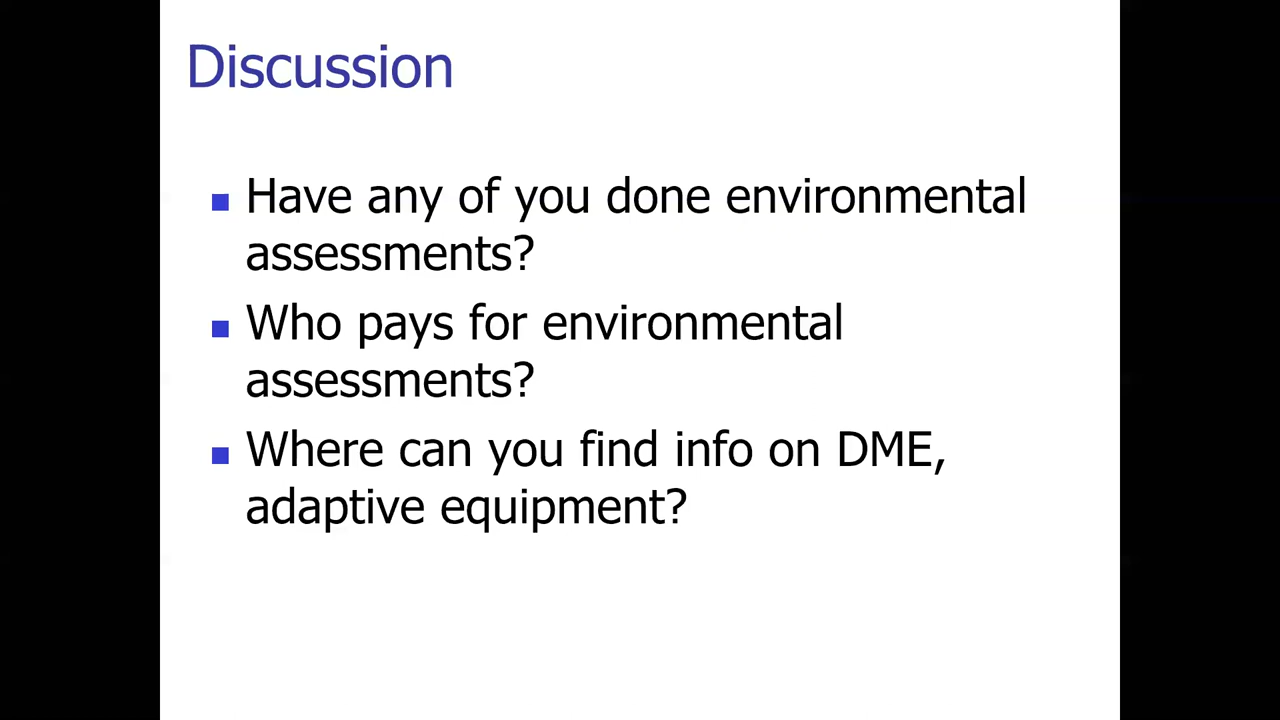 Discussion
Have any of you done environmental
assessments?
Who pays for environmental
assessments?
Where can you find info on DME,
adaptive equipment?